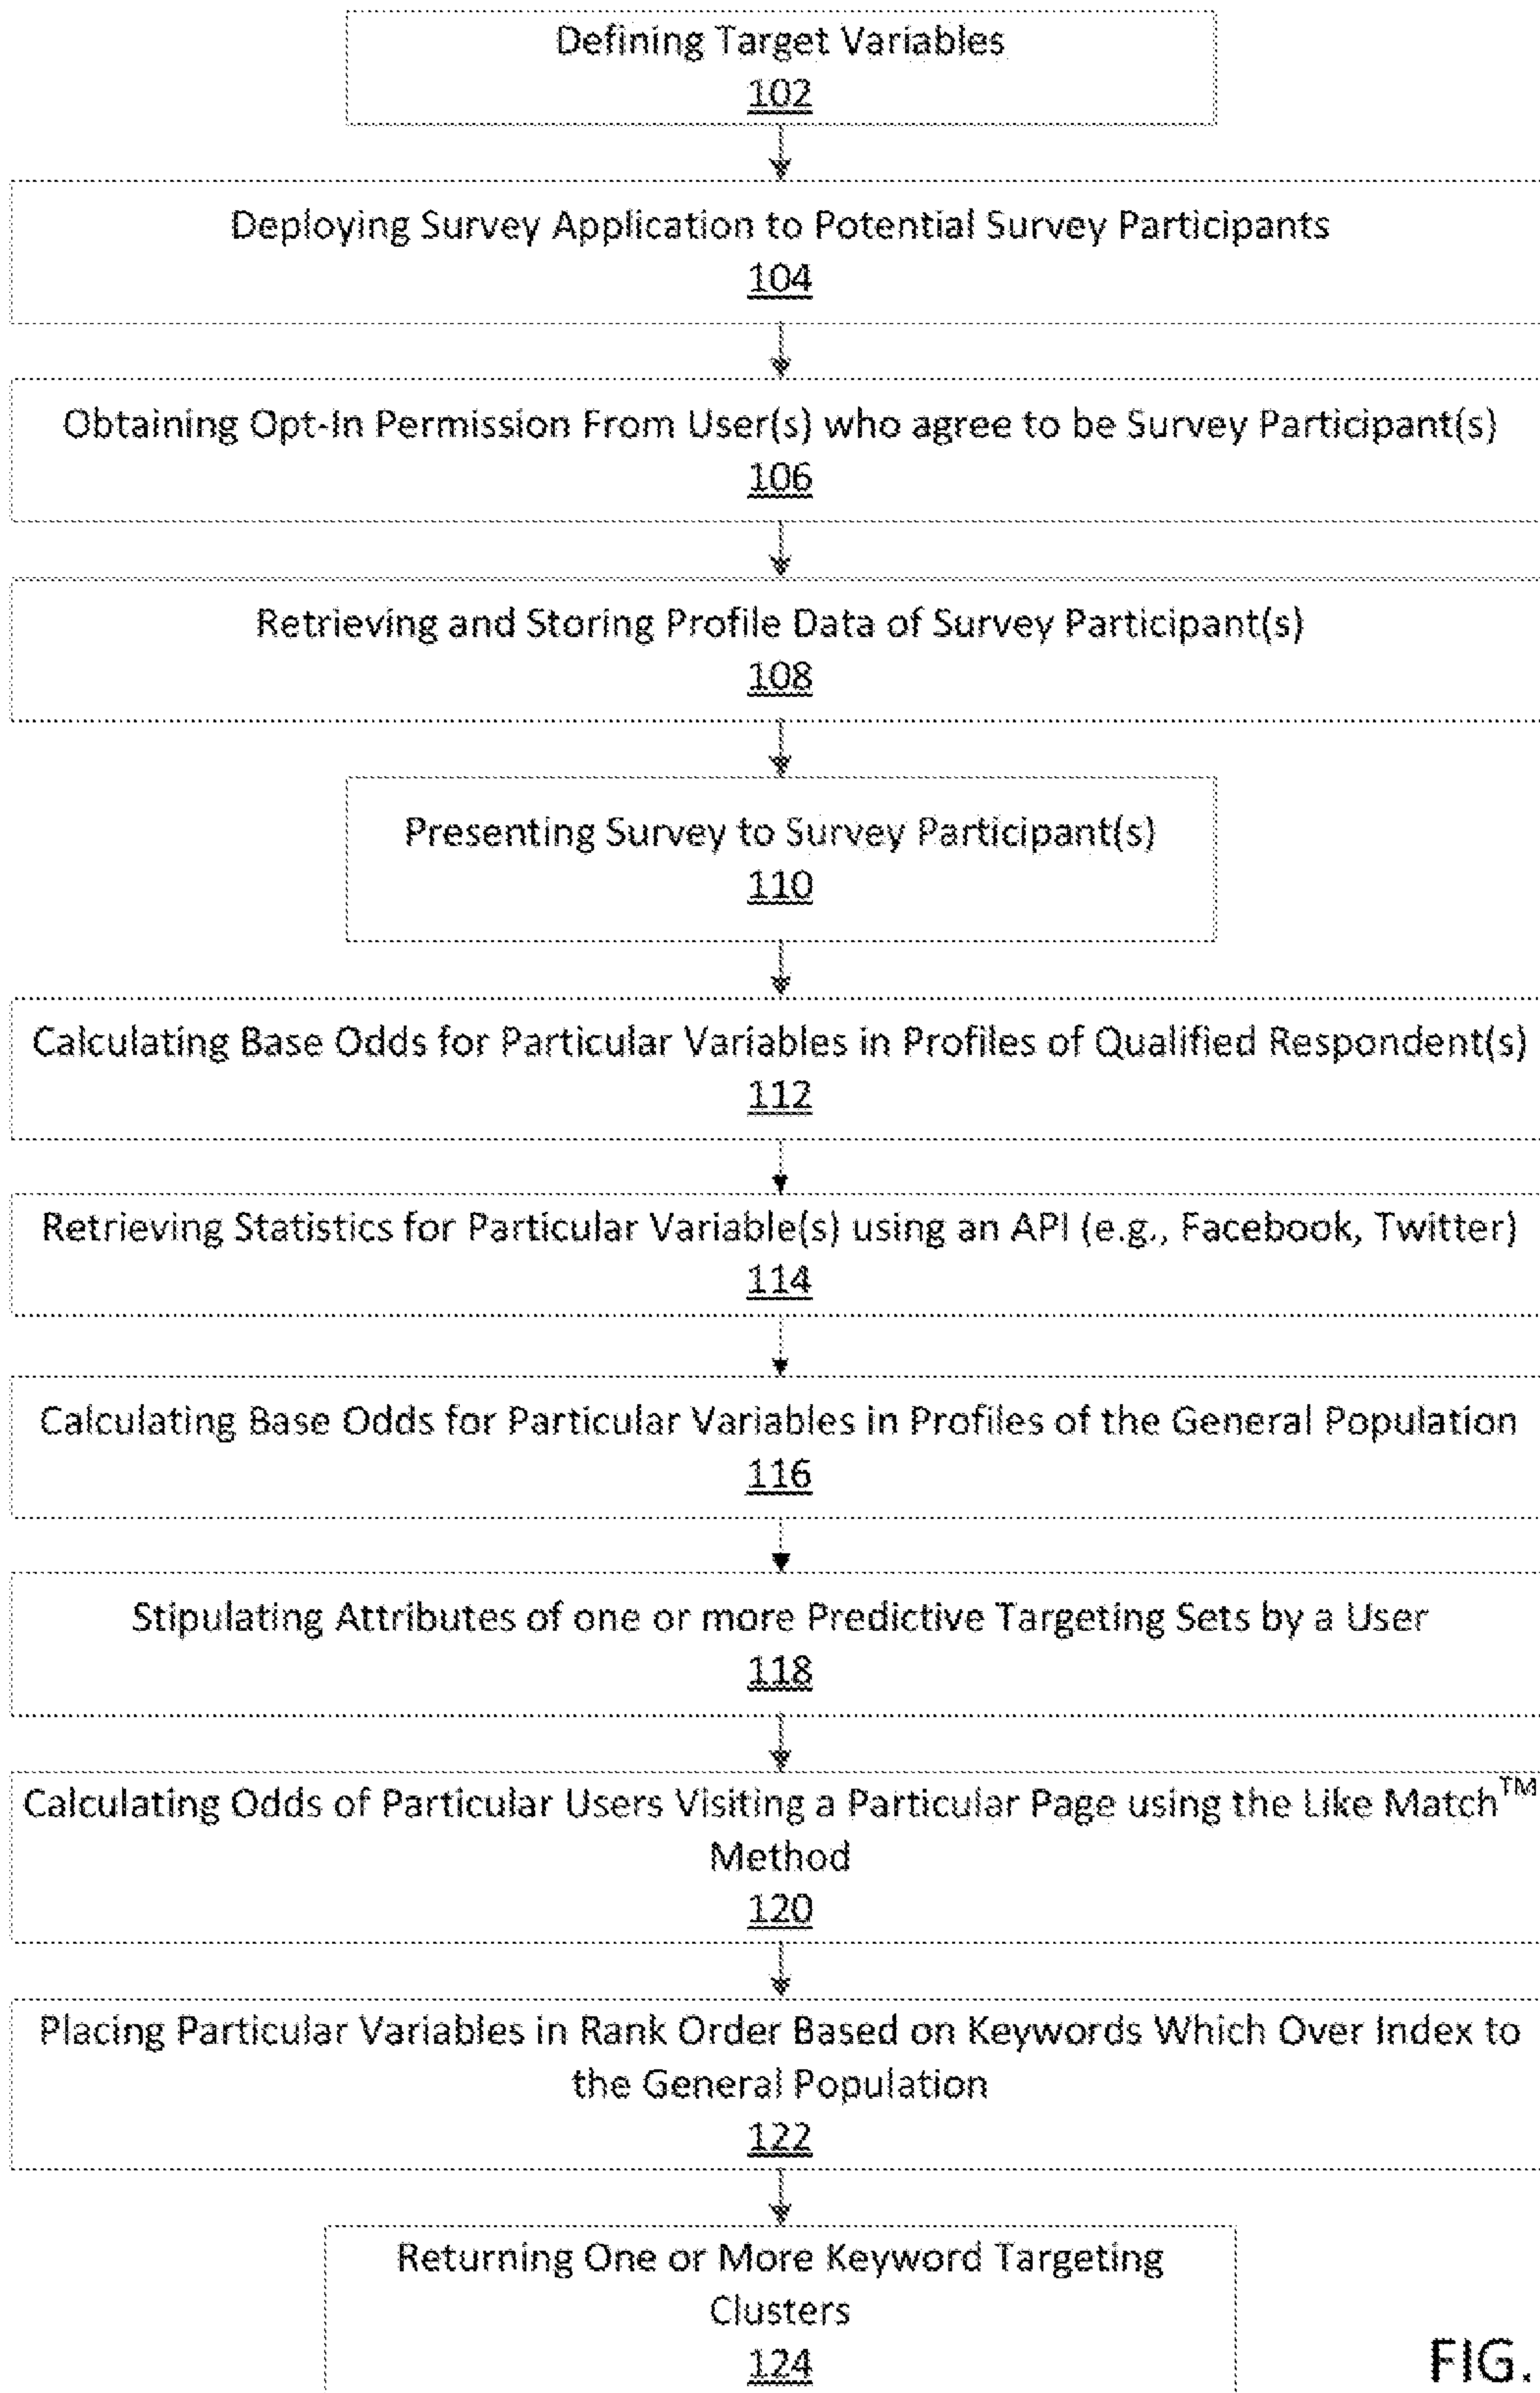 Defining Target Variables
102
Deploying Survey Application to Potential Survey Participants
104
Obtaining Opt-In Permission From User(s) who agree to be Survey Participant(s)
106
Retrieving and Storing Profile Data of Survey Participant(s)
108
Presenting Survey to Survey Participant(s)
110
Calculating Base Odds for Particular Variables in Profiles of Qualified Respondent(s)
112
Retrieving Statistics for Particular Variable(s) using an API (e.g., Facebook, Twitter)
114
Calculating Base Odds for Particular Variables in Profiles of the General Population
116
Stipulating Attributes of one or more Predictive Targeting Sets by a User
118
Calculating Odds of Particular Users Visiting a Particular Page using the Like Match™
Method
120
Placing Particular Variables in Rank Order Based on Keywords Which Over Index to
the General Population
122
Returning One or More Keyword Targeting
Clusters
124
FIG.